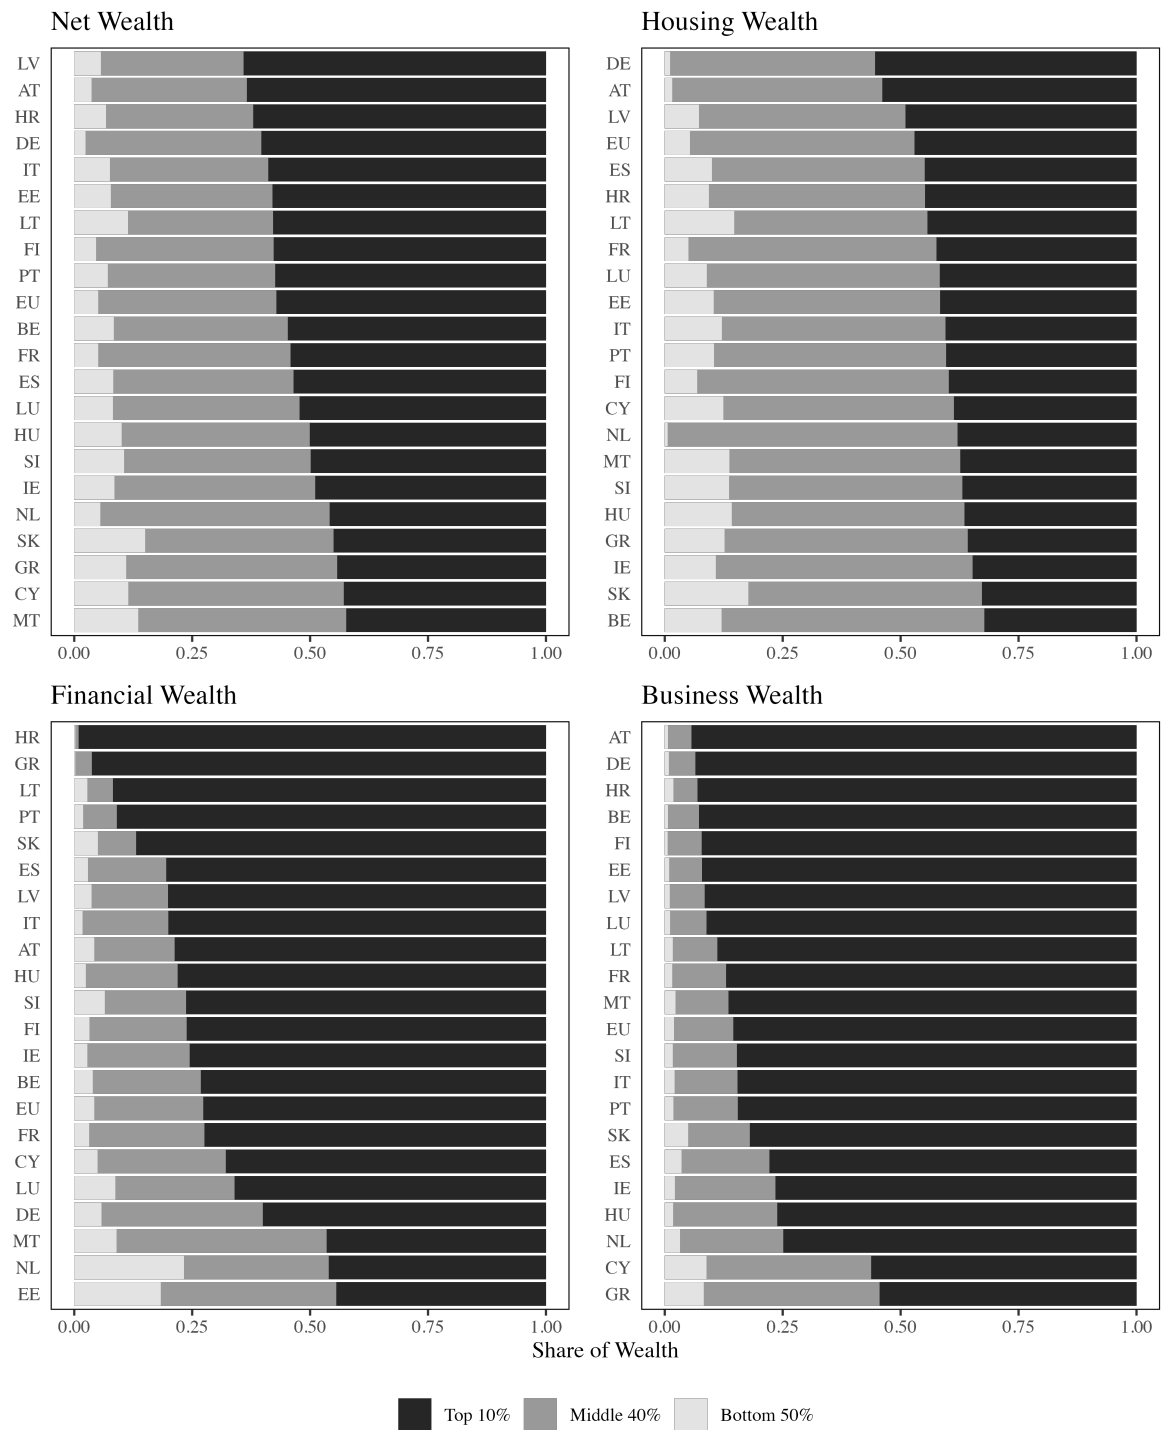 Net Wealth
LV
AT
HR
DE
IT
EE
LT
FI
PT
EU
BE
FR
ES
LU
HU
SI
IE
NL
SK
GR
CY
MT
0.00 0.25 0.50 0.75 1.00
Housing Wealth
DE
AT
LV
EU
ES
HR
LT
FR
LU
EE
IT
PT
FI
CY
NL
MT
SI
HU
GR
IE
SK
BE
0.00 0.25 0.50 0.75 1.00
Financial Wealth
HR
GR
LT
PT
SK
ES
LV
IT
AT
HU
SI
FI
IE
BE
EU
FR
CY
LU
DE
MT
NL
EE
0.00 0.25 0.50 0.75 1.00
Business Wealth
AT
DE
HR
BE
FI
EE
LV
LU
LT
FR
MT
EU
SI
IT
PT
SK
ES
IE
HU
NL
CY
GR
0.00 0.25 0.50 0.75 1.00
Share of Wealth
Top 10% Middle 40% Bottom 50%